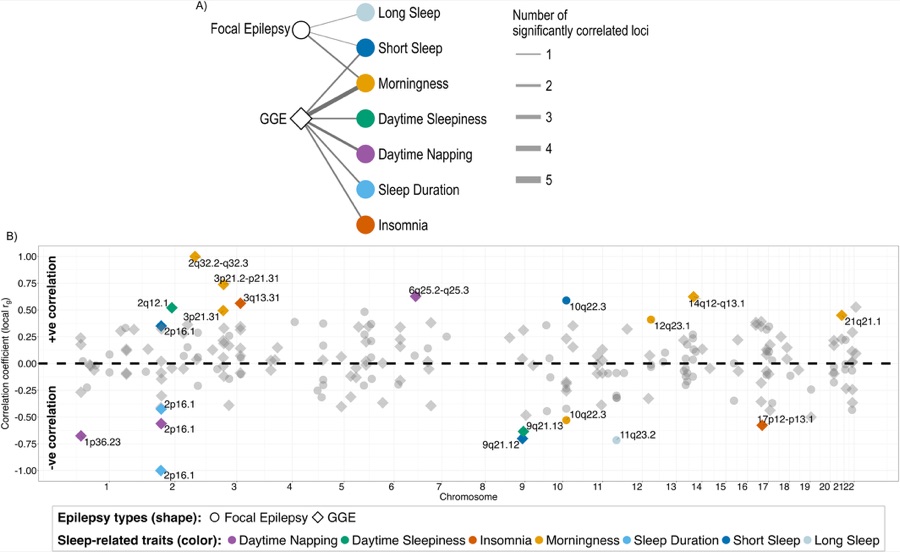 A)
Focal Epilepsy
GGE
Long Sleep
Short Sleep
Morningness
Daytime Sleepiness
Daytime Napping
Sleep Duration
Insomnia
Number of
significantly correlated loci
1
2
3
4
5
B)
Correlation coefficient (local rg)
+ve correlation
-ve correlation
1.00
0.75
0.50
0.25
0.00
-0.25
-0.50
-0.75
-1.00
2q32.2-q32.3
3p21.2-p21.31
3q13.31
2q12.1
3p21.31
2p16.1
6q25.2-q25.3
10q22.3
14q12-q13.1
12q23.1
21q21.1
2p16.1
2p16.1
1p36.23
2p16.1
9q21.13
9q21.12
10q22.3
11q23.2
17p12-p13.1
1 2 3 4 5 6 7 8 9 10 11 12 13 14 15 16 17 18 19 20 21 22
Chromosome
Epilepsy types (shape): Focal Epilepsy GGE
Sleep-related traits (color): Daytime Napping Daytime Sleepiness Insomnia Morningness Sleep Duration Short Sleep Long Sleep